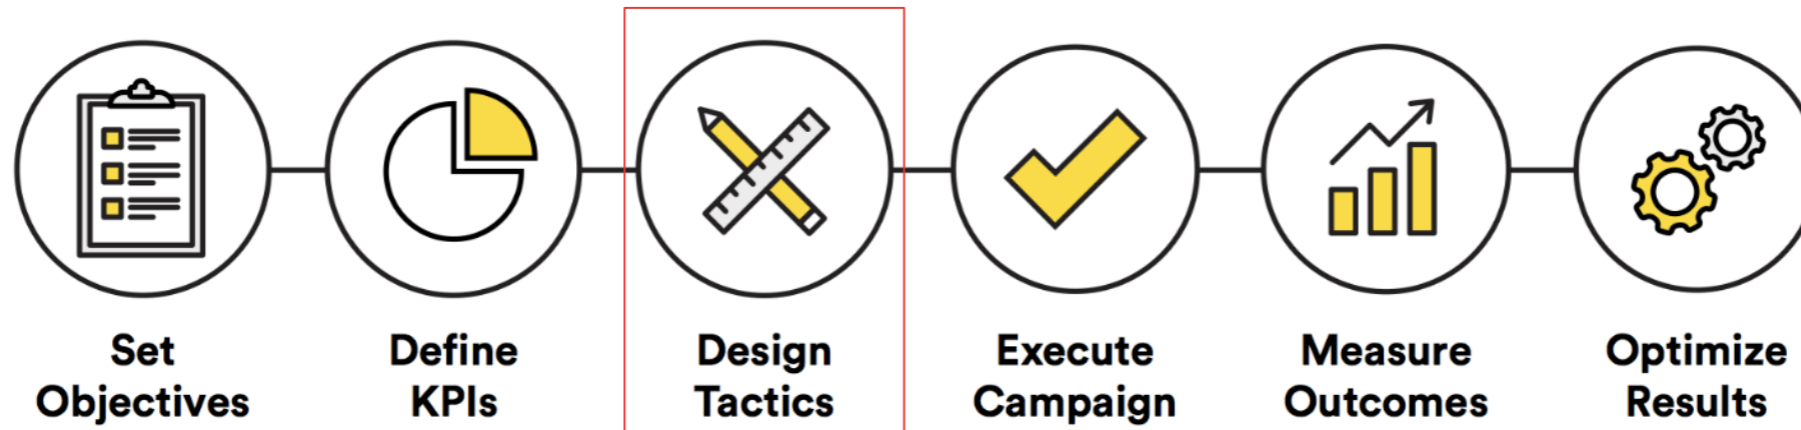 Set
Objectives
Define
KPIs
Design
Tactics
Execute
Campaign
Measure
Outcomes
Optimize
Results